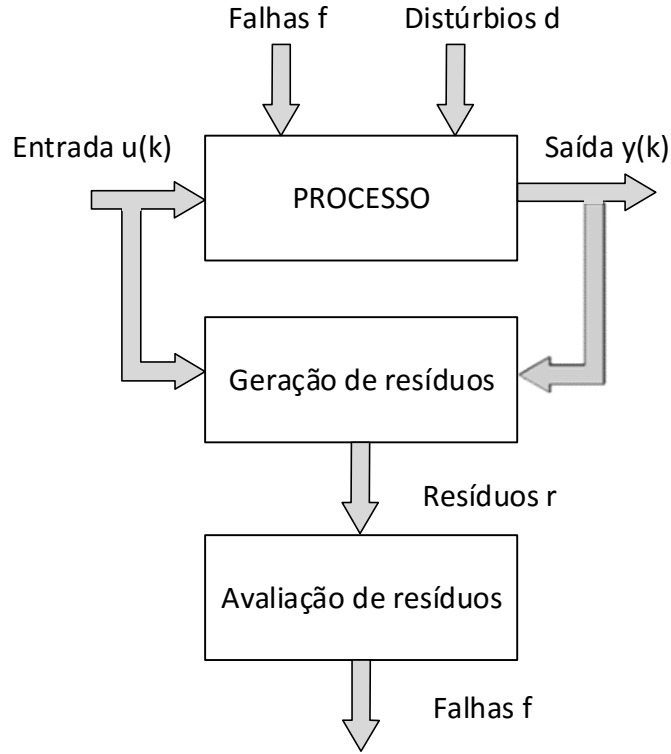 Falhas f
Distúrbios d
Entrada u(k)
Saída y(k)
PROCESSO
Geração de resíduos
Resíduos r
Avaliação de resíduos
Falhas f